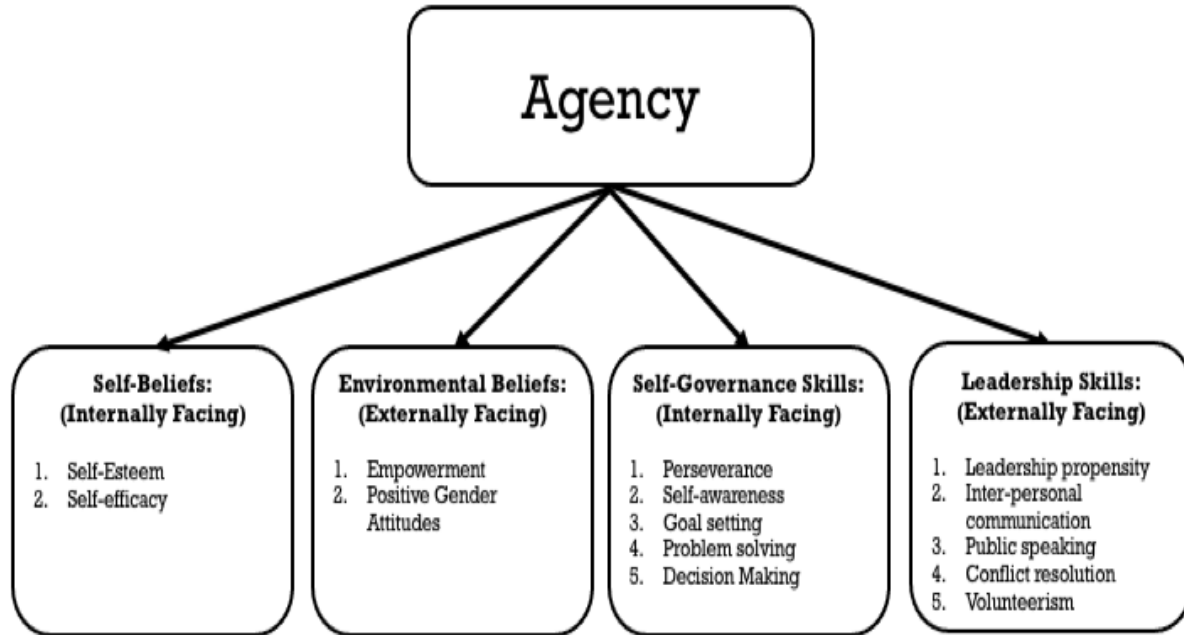 Agency
Self-Beliefs:
(Internally Facing)
1. Self-Esteem
2. Self-efficacy
Environmental Beliefs:
(Externally Facing)
1. Empowerment
2. Positive Gender
Attitudes
Self-Governance Skills:
(Internally Facing)
1. Perseverance
2. Self-awareness
3. Goal setting
4. Problem solving
5. Decision Making
Leadership Skills:
(Externally Facing)
1. Leadership propensity
2. Inter-personal
communication
3. Public speaking
4. Conflict resolution
5. Volunteerism